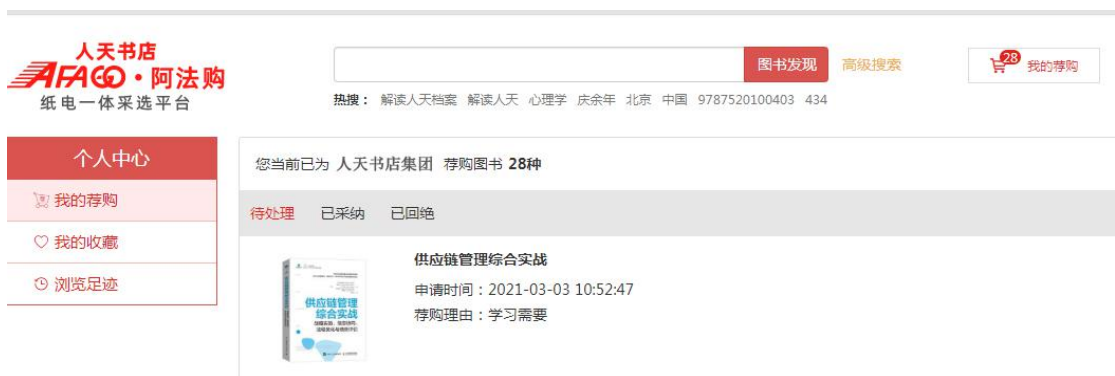 人天书店
AFAGO·阿法购
纸电一体采选平台
图书发现
高级搜索
28
我的荐购
热搜： 解读人天档案 解读人天 心理学 庆余年 北京 中国 9787520100403 434
个人中心
我的荐购
我的收藏
浏览足迹
您当前已为 人天书店集团 荐购图书 28种
待处理 已采纳 已回绝
供应链管理综合实战
申请时间：2021-03-03 10:52:47
荐购理由：学习需要
供应链管理
综合实战